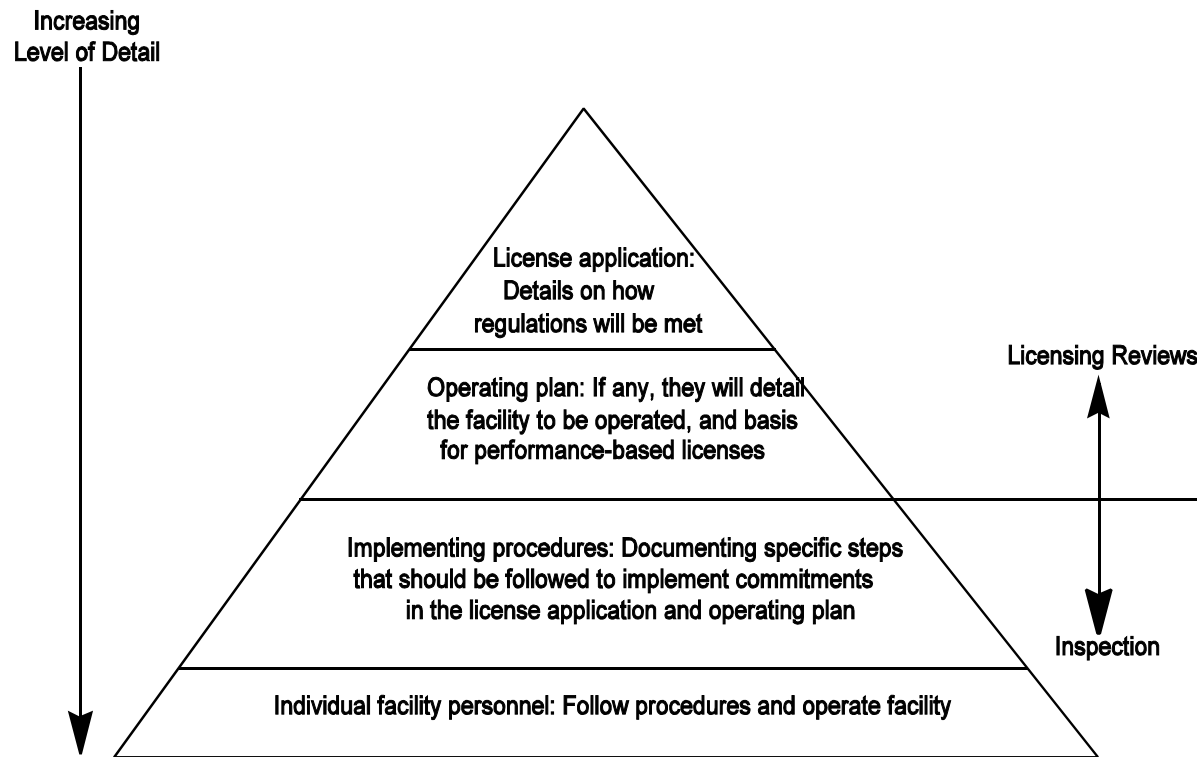 Increasing
Level of Detail
License application:
Details on how
regulations will be met
Licensing Reviews
Operating plan: If any, they will detail
the facility to be operated, and basis
for performance-based licenses
Implementing procedures: Documenting specific steps
that should be followed to implement commitments
in the license application and operating plan
Inspection
Individual facility personnel: Follow procedures and operate facility